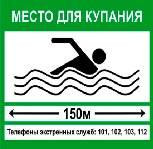 МЕСТО ДЛЯ КУПАНИЯ
150м
Телефоны экстренных служб: 101, 102, 103, 112